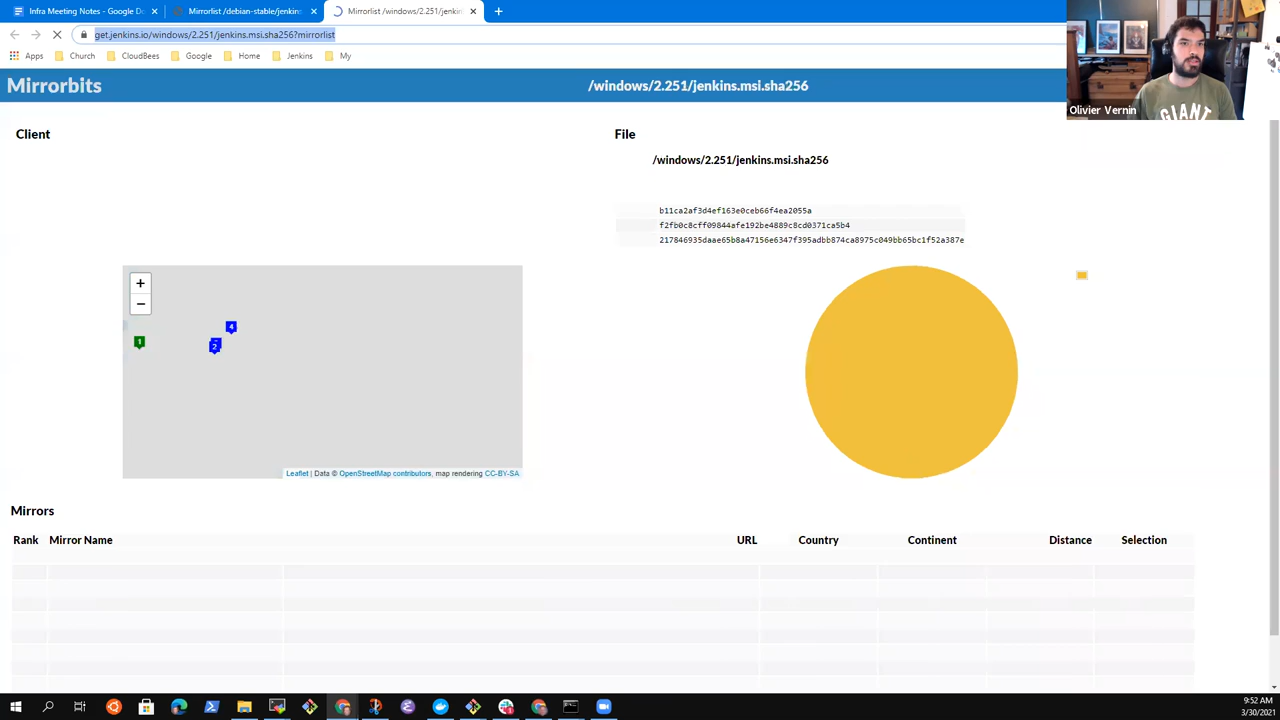 Infra Meeting Notes - Google Do
Mirrorlist /debian-stable/jenkins
Mirrorlist /windows/2.251/jenkin
get.jenkins.io/windows/2.251/jenkins.msi.sha256?mirrorlist
Apps
Church
CloudBees
Google
Home
Jenkins
My
Mirrorbits
/windows/2.251/jenkins.msi.sha256
Olivier Vernin
GIANT
Client
File
/windows/2.251/jenkins.msi.sha256
b11ca2af3d4ef163e0ceb66f4ea2055a
f2fb0c8cff09844afe192be4889c8cd0371ca5b4
217846935daae65b8a47156e6347f395adbb874ca8975c049bb65bc1f52a387e
+
−
4
1
2
Leaflet | Data © OpenStreetMap contributors, map rendering CC-BY-SA
Mirrors
Rank Mirror Name URL Country Continent Distance Selection
9:52 AM
3/30/2021